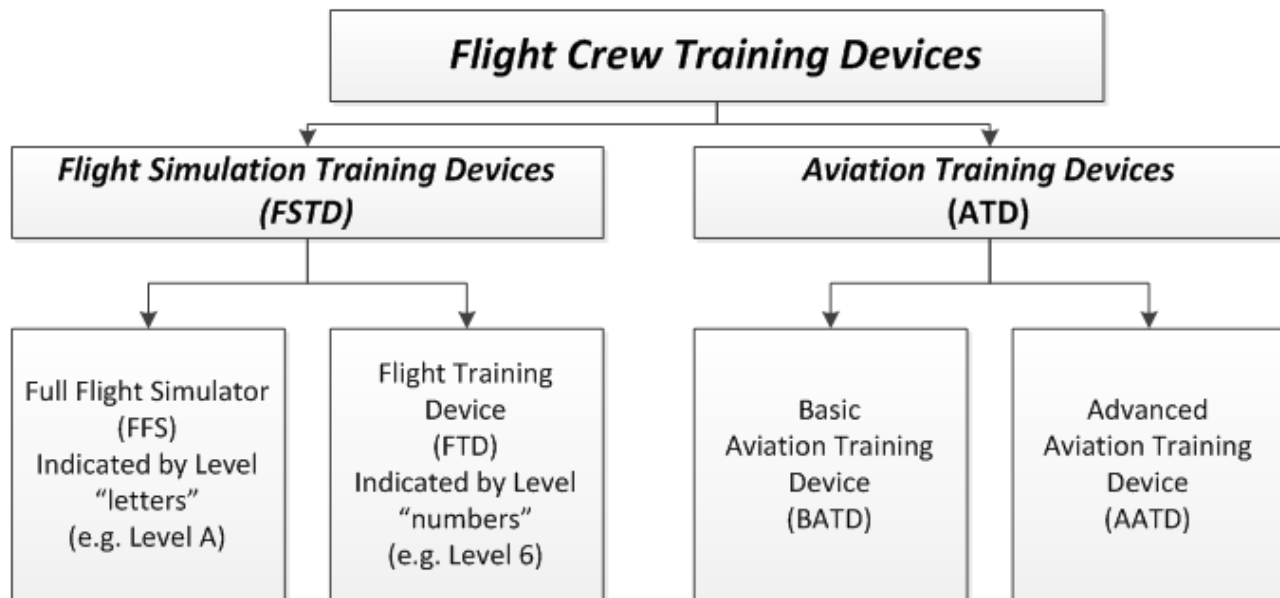 Flight Crew Training Devices
Flight Simulation Training Devices
(FSTD)
Aviation Training Devices
(ATD)
Full Flight Simulator
(FFS)
Indicated by Level
“letters”
(e.g. Level A)
Flight Training
Device
(FTD)
Indicated by Level
“numbers”
(e.g. Level 6)
Basic
Aviation Training
Device
(BATD)
Advanced
Aviation Training
Device
(AATD)